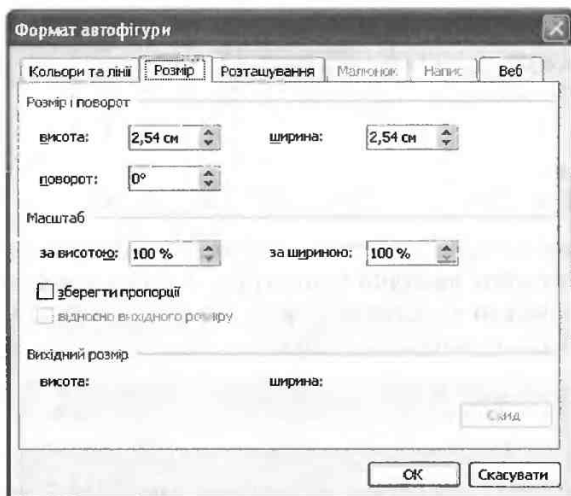 Формат автофігури
Кольори та лінії Розмір Розташування Малюнок Напис Веб
Розмір і поворот
висота: 2,54 см ширина: 2,54 см
поворот: 0°
Масштаб
за висотою: 100 % за шириною: 100 %
зберегти пропорції
відносно вихідного розміру
Вихідний розмір
висота: ширина:
Скид
ОК Скасувати